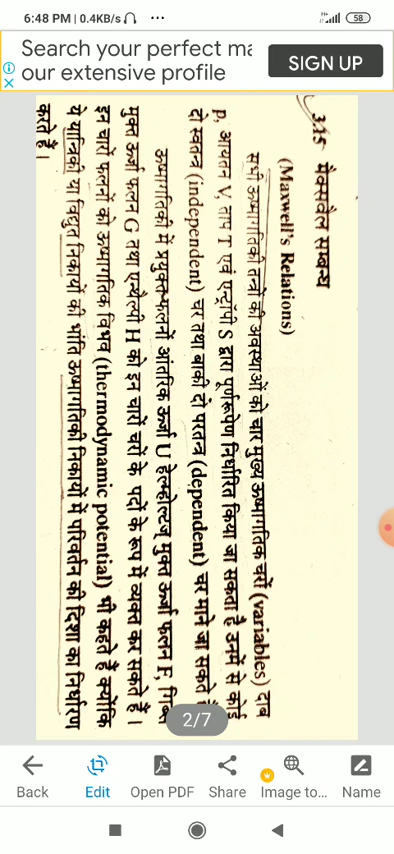 6:48 PM | 0.4KB/s
58
Search your perfect ma
our extensive profile
SIGN UP
3.15 मैक्सवेल सम्बन्ध
(Maxwell's Relations)
सभी ऊष्मागतिकी तन्त्रों की अवस्थाओं को चार मुख्य ऊष्मागतिक चरों (variables) दाब
p, आयतन V, ताप T एवं एन्ट्रॉपी S द्वारा पूर्णरूपेण निर्धारित किया जा सकता है उनमें से कोई
दो स्वतन्त्र (independent) चर तथा बाकी दो परतन्त्र (dependent) चर माने जा सकते हैं
ऊष्मागतिकी में प्रयुक्त फलनों आंतरिक ऊर्जा U हेल्महोल्टज् मुक्त ऊर्जा फलन F, गिब्स
मुक्त ऊर्जा फलन G तथा एन्थैल्पी H को इन चारों चरों के पदों के रूप में व्यक्त कर सकते हैं।
इन चारों फलनों को ऊष्मागतिक विभव (thermodynamic potential) भी कहते हैं क्योंकि
ये यान्त्रिकी या विद्युत निकायों की भांति ऊष्मागतिकी निकायों में परिवर्तन की दिशा का निर्धारण
करते हैं।
2/7
Back Edit Open PDF Share Image to... Name